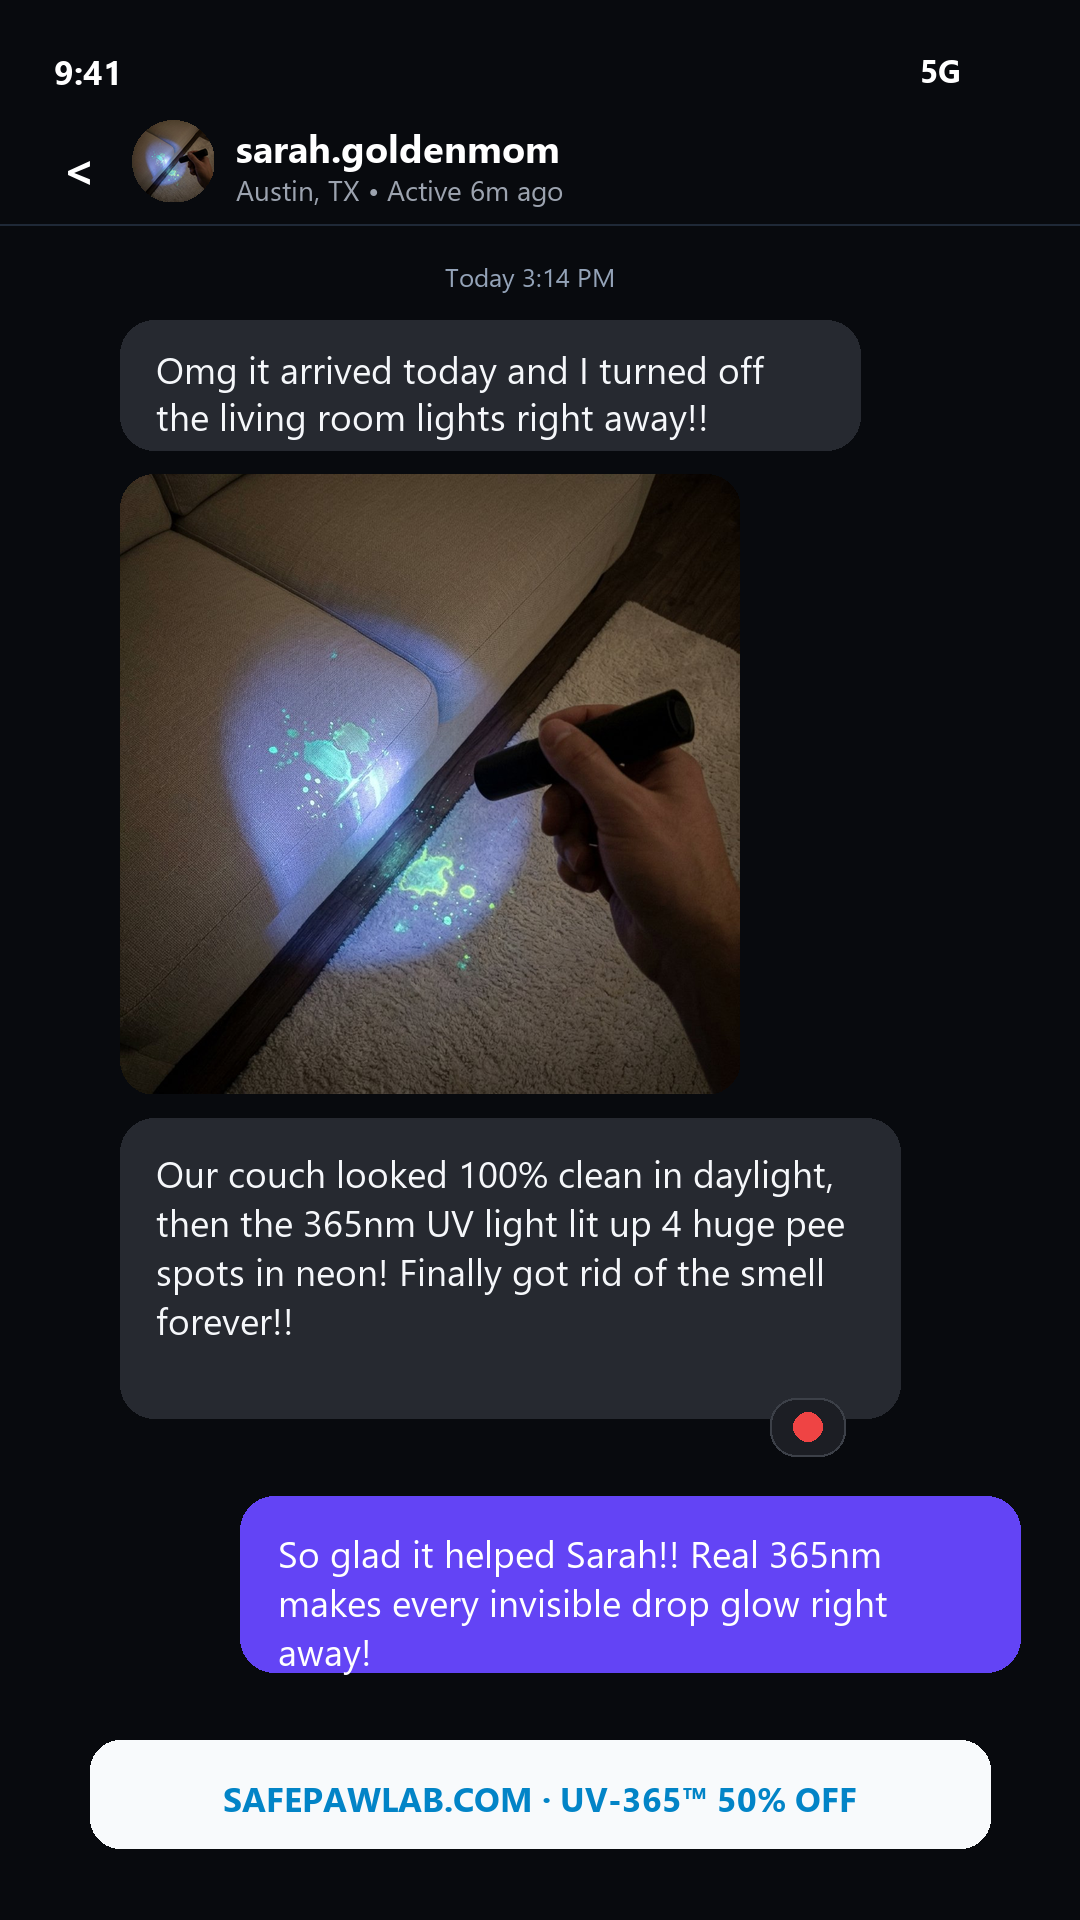 9:41
5G
<
sarah.goldenmom
Austin, TX • Active 6m ago
Today 3:14 PM
Omg it arrived today and I turned off
the living room lights right away!!
Our couch looked 100% clean in daylight,
then the 365nm UV light lit up 4 huge pee
spots in neon! Finally got rid of the smell
forever!!
So glad it helped Sarah!! Real 365nm
makes every invisible drop glow right
away!
SAFEPAWLAB.COM · UV-365™ 50% OFF